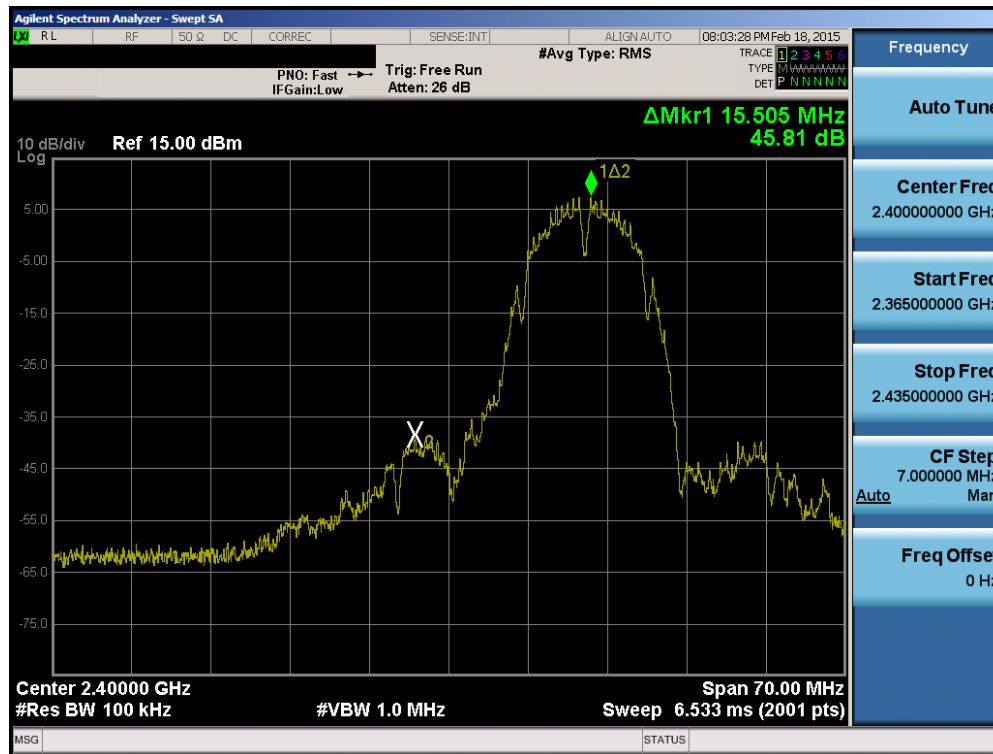 Agilent Spectrum Analyzer - Swept SA
LXI RL RF 50 Ω DC CORREC SENSE:INT ALIGN AUTO 08:03:28 PM Feb 18, 2015
Frequency
#Avg Type: RMS
TRACE 1 2 3 4 5 6
PNO: Fast Trig: Free Run
TYPE M
IFGain:Low Atten: 26 dB
DET P N N N N N
Auto Tune
ΔMkr1 15.505 MHz
45.81 dB
10 dB/div Ref 15.00 dBm
Log
1Δ2
Center Freq
2.400000000 GHz
5.00
-5.00
Start Freq
2.365000000 GHz
-15.0
-25.0
Stop Freq
2.435000000 GHz
-35.0
X2
-45.0
CF Step
7.000000 MHz
Auto Man
-55.0
Freq Offset
0 Hz
-65.0
-75.0
Center 2.40000 GHz Span 70.00 MHz
#Res BW 100 kHz #VBW 1.0 MHz Sweep 6.533 ms (2001 pts)
MSG STATUS